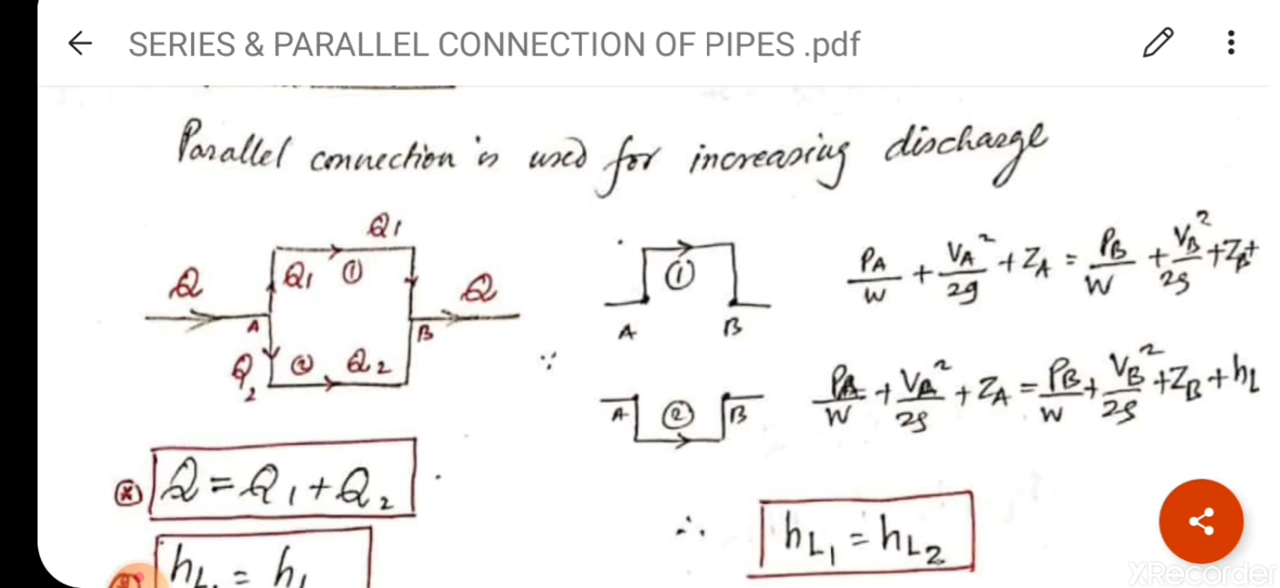 SERIES & PARALLEL CONNECTION OF PIPES .pdf
Parallel connection is used for increasing discharge
Q1
Q Q1 ① Q
A B
Q2 ② Q2
① 
A B
PA/W + VA²/2g + ZA = PB/W + VB²/2g + ZB +
∵
A ② B
PA/W + VA²/2g + ZA = PB/W + VB²/2g + ZB + hL
Q = Q1 + Q2
∴ hL1 = hL2
XRecorder